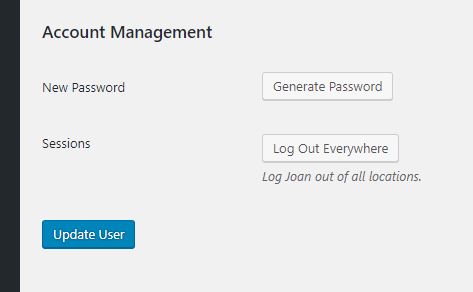 Account Management
New Password
Generate Password
Sessions
Log Out Everywhere
Log Joan out of all locations.
Update User